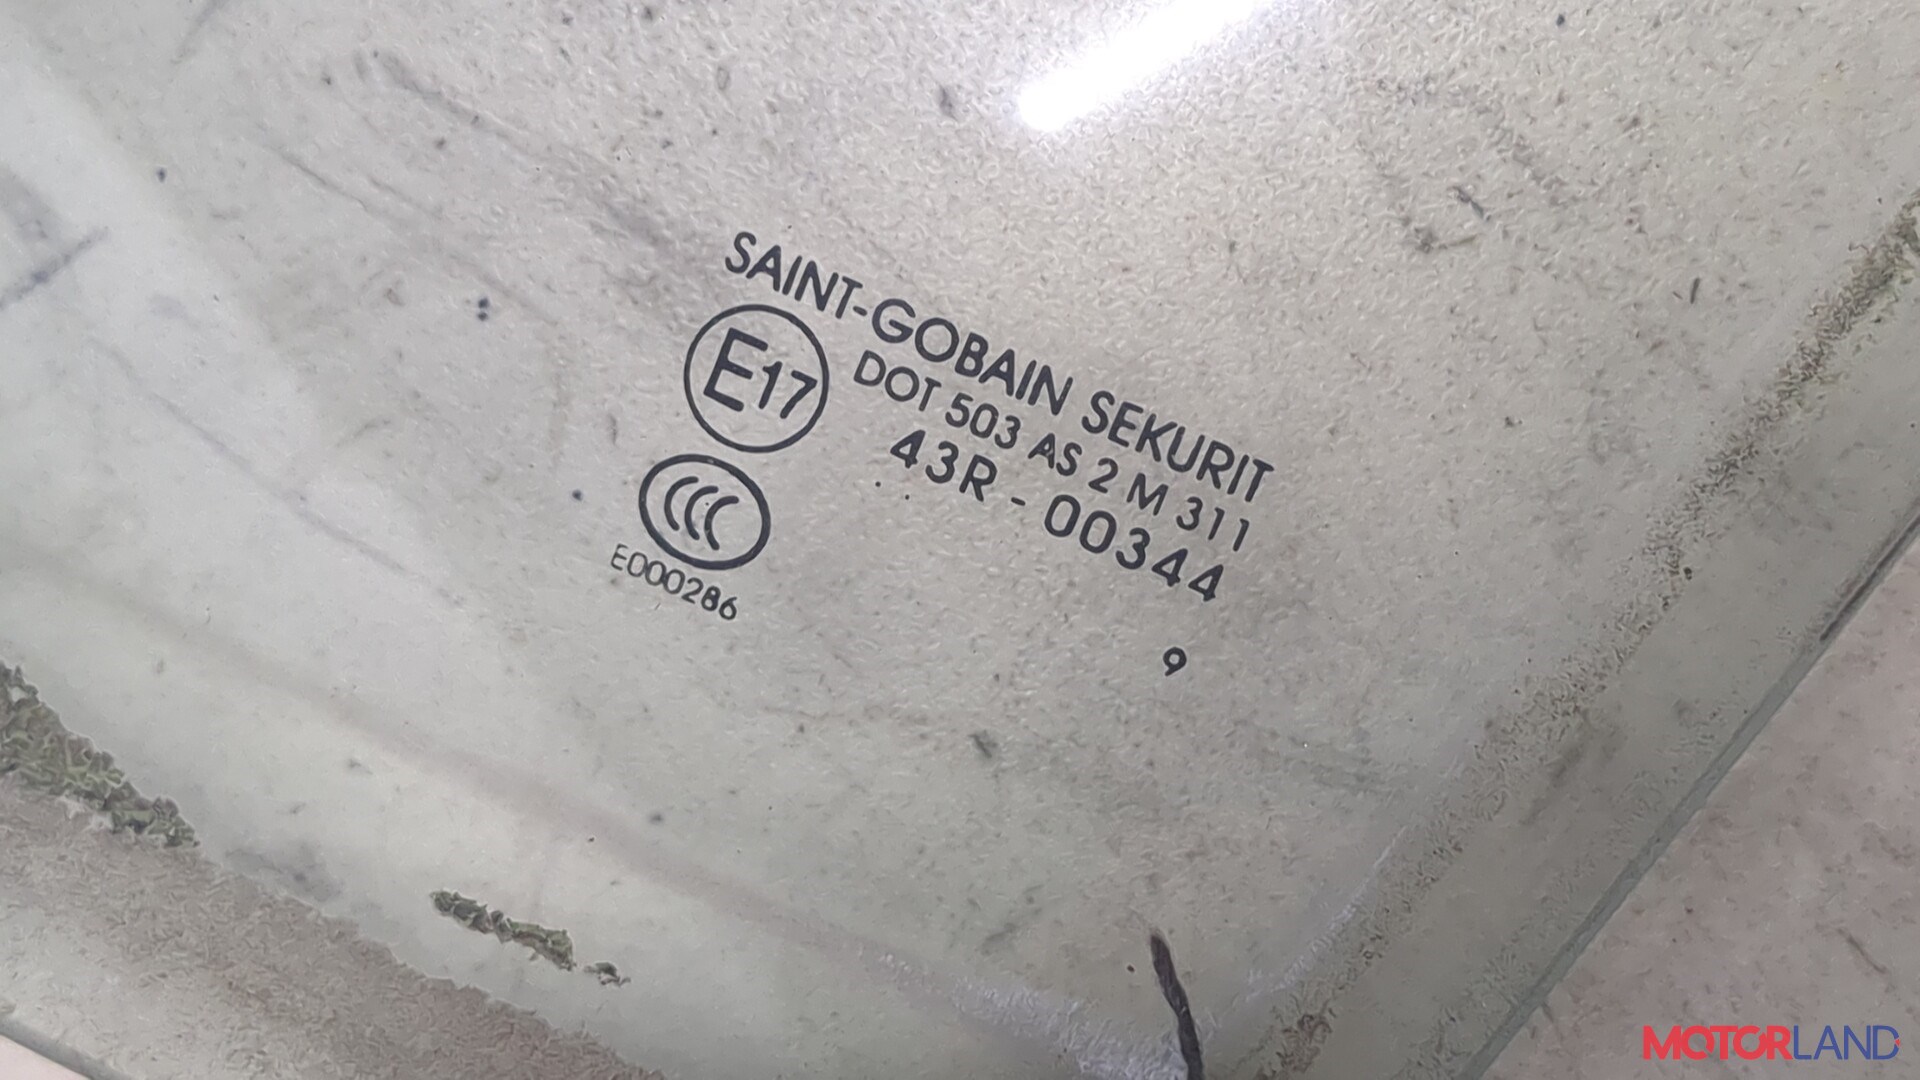 SAINT-GOBAIN SEKURIT
E17
DOT 503 AS 2 M 311
43R - 00344
CCC
E000286
9
MOTORLAND